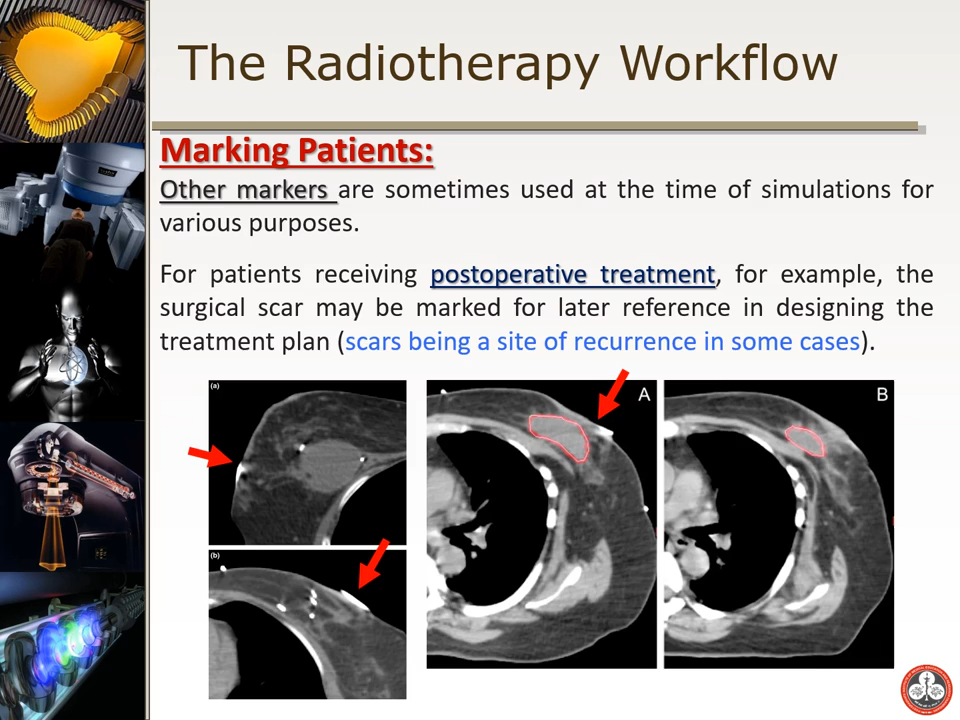 The Radiotherapy Workflow
Marking Patients:
Other markers are sometimes used at the time of simulations for
various purposes.
For patients receiving postoperative treatment, for example, the
surgical scar may be marked for later reference in designing the
treatment plan (scars being a site of recurrence in some cases).
(a)
A
B
(b)